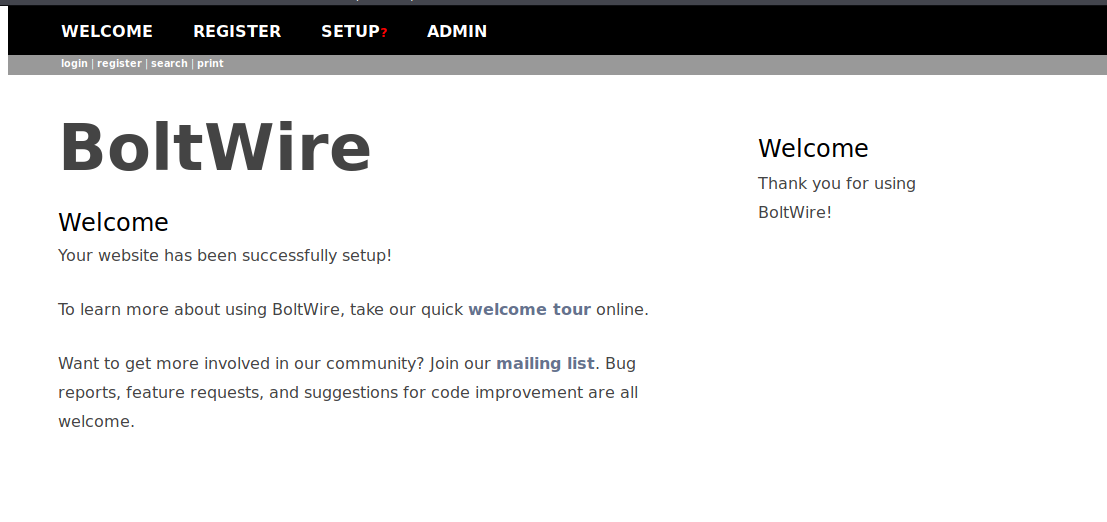 WELCOME REGISTER SETUP? ADMIN
login | register | search | print
BoltWire
Welcome
Your website has been successfully setup!
To learn more about using BoltWire, take our quick welcome tour online.
Want to get more involved in our community? Join our mailing list. Bug
reports, feature requests, and suggestions for code improvement are all
welcome.
Welcome
Thank you for using
BoltWire!